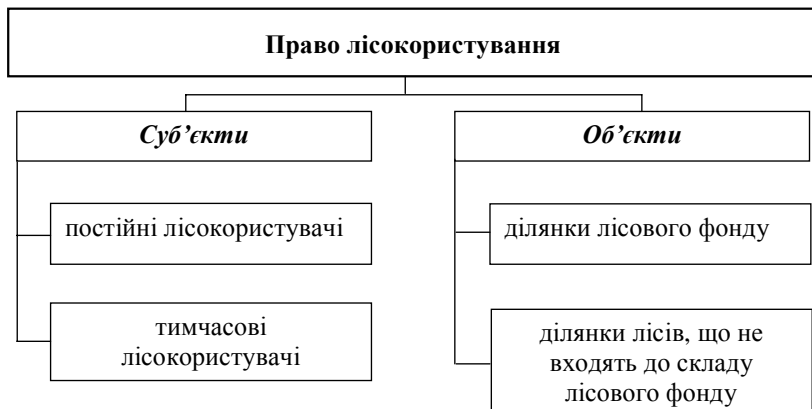 Право лісокористування
Суб’єкти
Об’єкти
постійні лісокористувачі
ділянки лісового фонду
тимчасові
лісокористувачі
ділянки лісів, що не
входять до складу
лісового фонду